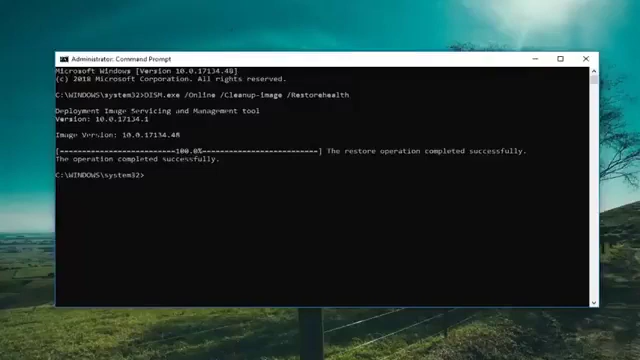 Administrator: Command Prompt
Microsoft Windows [Version 10.0.17134.48]
(c) 2018 Microsoft Corporation. All rights reserved.
C:\WINDOWS\system32>DISM.exe /Online /Cleanup-image /Restorehealth
Deployment Image Servicing and Management tool
Version: 10.0.17134.1
Image Version: 10.0.17134.48
[===========================100.0%===========================] The restore operation completed successfully.
The operation completed successfully.
C:\WINDOWS\system32>